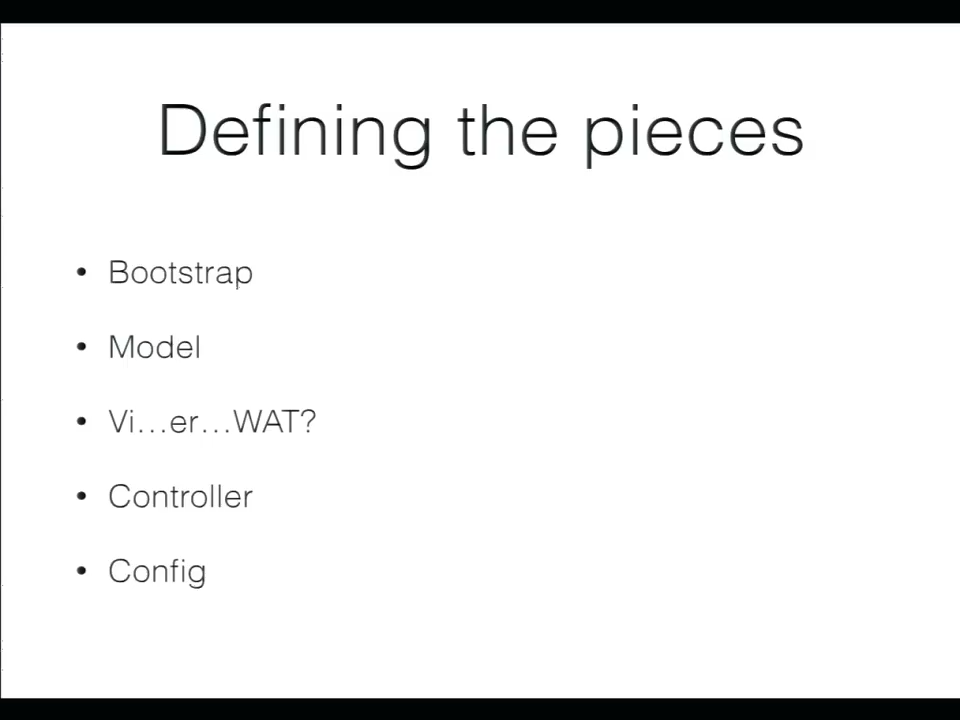 Defining the pieces
• Bootstrap
• Model
• Vi…er…WAT?
• Controller
• Config